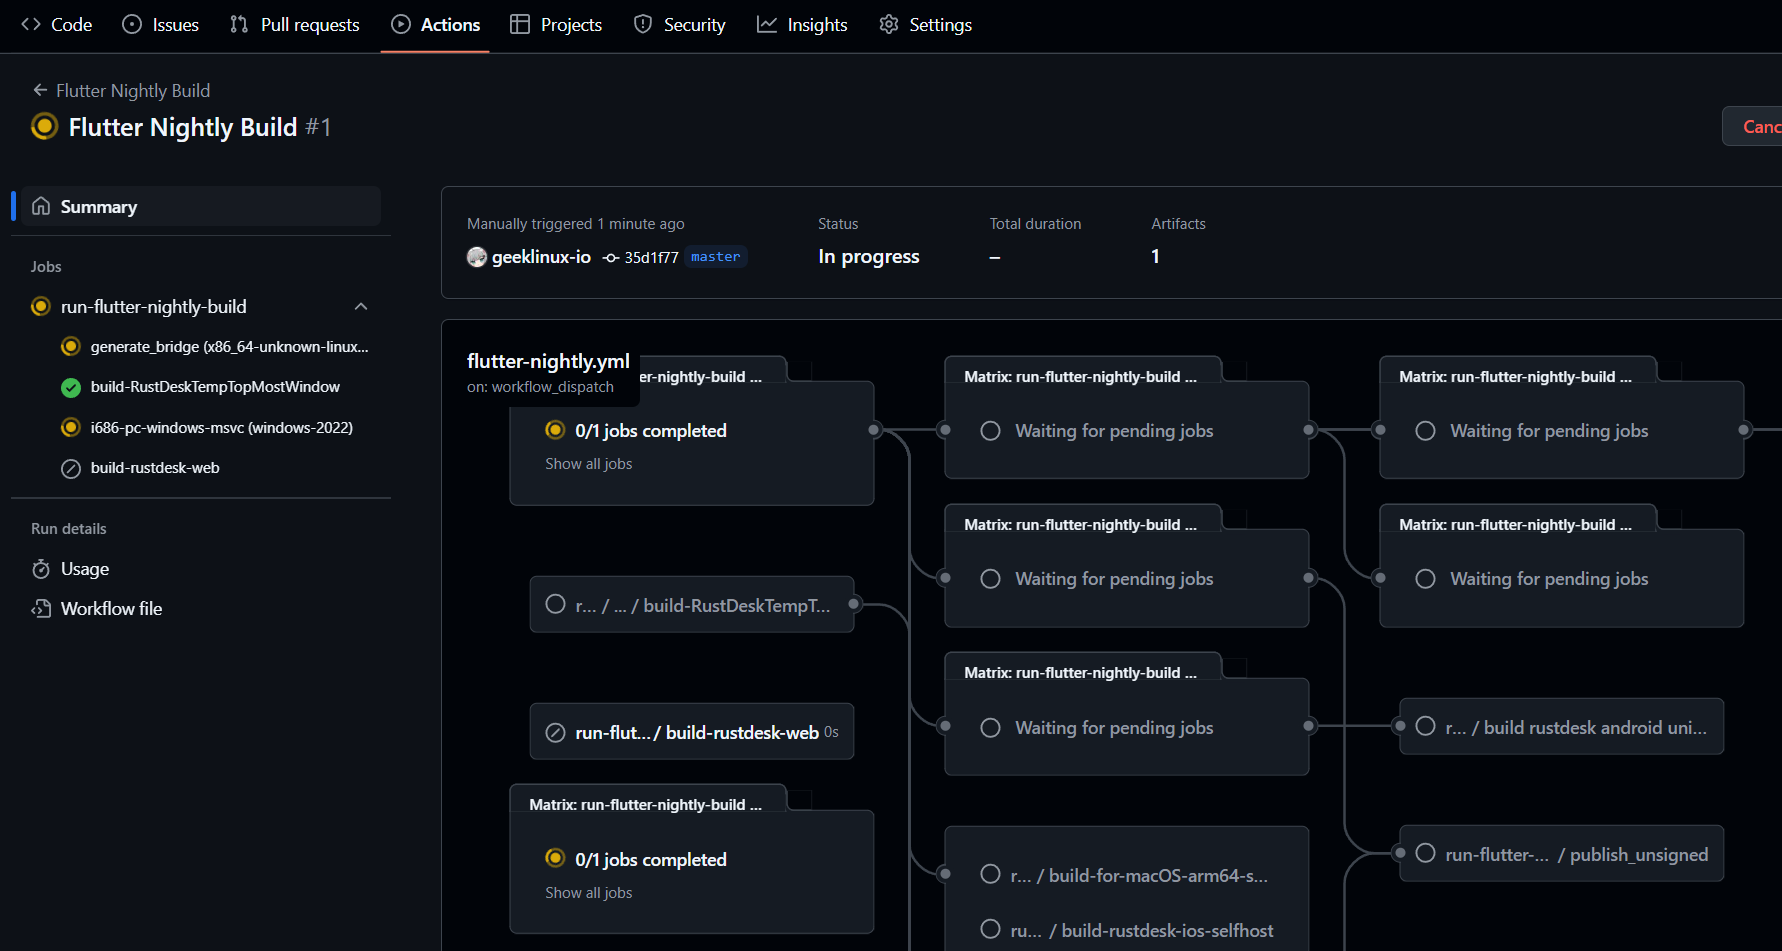 Code Issues Pull requests Actions Projects Security Insights Settings
Flutter Nightly Build
Flutter Nightly Build #1
Canc
Summary
Jobs
run-flutter-nightly-build
generate_bridge (x86_64-unknown-linux...
build-RustDeskTempTopMostWindow
i686-pc-windows-msvc (windows-2022)
build-rustdesk-web
Run details
Usage
Workflow file
Manually triggered 1 minute ago
geeklinux-io 35d1f77 master
Status
In progress
Total duration
–
Artifacts
1
flutter-nightly.yml
on: workflow_dispatch
er-nightly-build ...
0/1 jobs completed
Show all jobs
r... / ... / build-RustDeskTempT...
run-flut... / build-rustdesk-web 0s
Matrix: run-flutter-nightly-build ...
0/1 jobs completed
Show all jobs
Matrix: run-flutter-nightly-build ...
Waiting for pending jobs
Matrix: run-flutter-nightly-build ...
Waiting for pending jobs
Matrix: run-flutter-nightly-build ...
Waiting for pending jobs
r... / build-for-macOS-arm64-s...
ru... / build-rustdesk-ios-selfhost
Matrix: run-flutter-nightly-build ...
Waiting for pending jobs
Matrix: run-flutter-nightly-build ...
Waiting for pending jobs
r... / build rustdesk android uni...
run-flutter-... / publish_unsigned